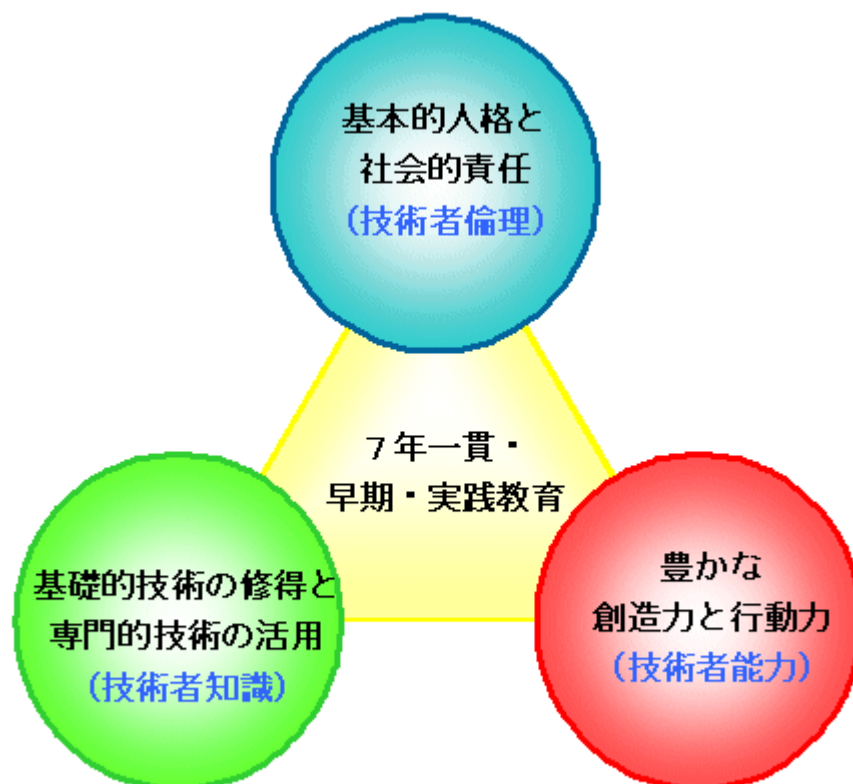 基本的人格と
社会的責任
（技術者倫理）
７年一貫・
早期・実践教育
基礎的技術の修得と
専門的技術の活用
（技術者知識）
豊かな
創造力と行動力
（技術者能力）